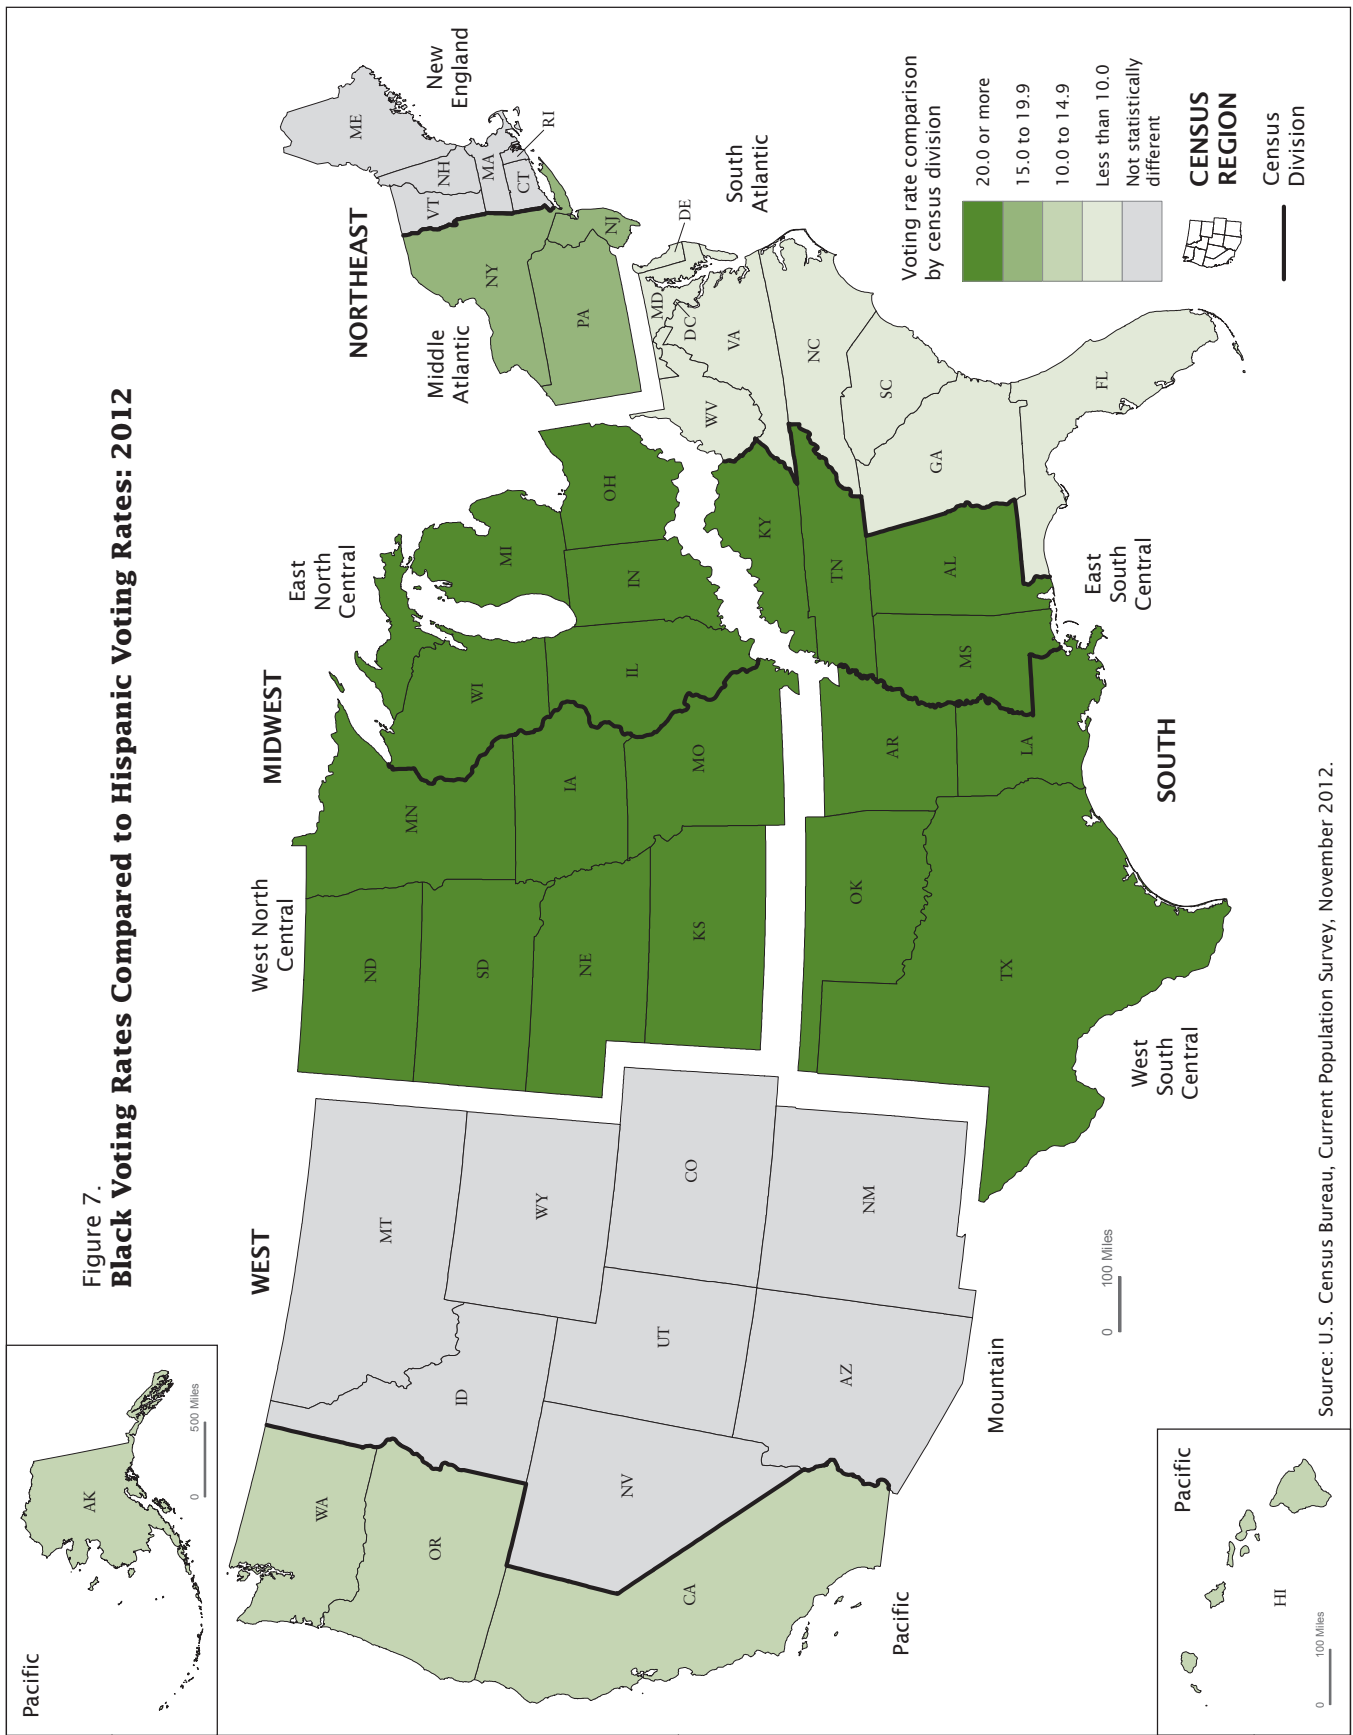 Figure 7.
Black Voting Rates Compared to Hispanic Voting Rates: 2012
Pacific
AK
0 500 Miles
WEST
MIDWEST
NORTHEAST
West North
Central
East
North
Central
Middle
Atlantic
New
England
WA
MT
ND
MN
WI
MI
NY
VT
NH
ME
MA
CT
RI
OR
ID
WY
SD
IA
IL
IN
OH
PA
NJ
NV
UT
CO
NE
KS
MO
KY
WV
VA
MD
DC
DE
South
Atlantic
CA
AZ
NM
OK
AR
TN
NC
SC
TX
LA
MS
AL
GA
FL
Pacific
Mountain
0 100 Miles
West
South
Central
East
South
Central
SOUTH
Voting rate comparison
by census division
20.0 or more
15.0 to 19.9
10.0 to 14.9
Less than 10.0
Not statistically
different
CENSUS
REGION
Census
Division
Pacific
HI
0 100 Miles
Source: U.S. Census Bureau, Current Population Survey, November 2012.